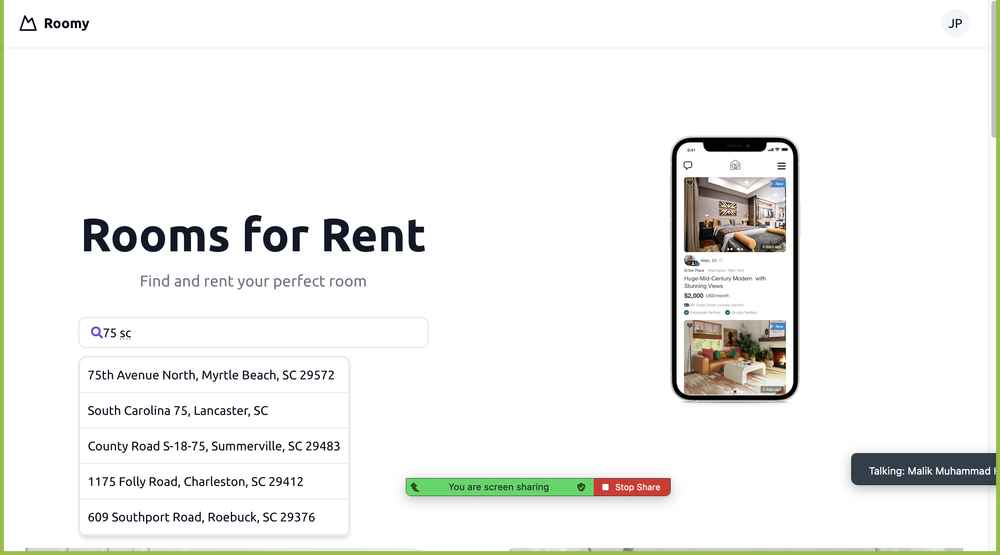 Roomy
JP
Rooms for Rent
Find and rent your perfect room
75 sc
75th Avenue North, Myrtle Beach, SC 29572
South Carolina 75, Lancaster, SC
County Road S-18-75, Summerville, SC 29483
1175 Folly Road, Charleston, SC 29412
609 Southport Road, Roebuck, SC 29376
9:41
New
3 days ago
Alan, 25 ♂
Entire Place | Manhattan, New York
Huge-Mid-Century Modern with
Stunning Views
$2,000 USD/month
NY State Driver License Verified
Facebook Verified Google Verified
New
3 days ago
You are screen sharing
Stop Share
Talking: Malik Muhammad